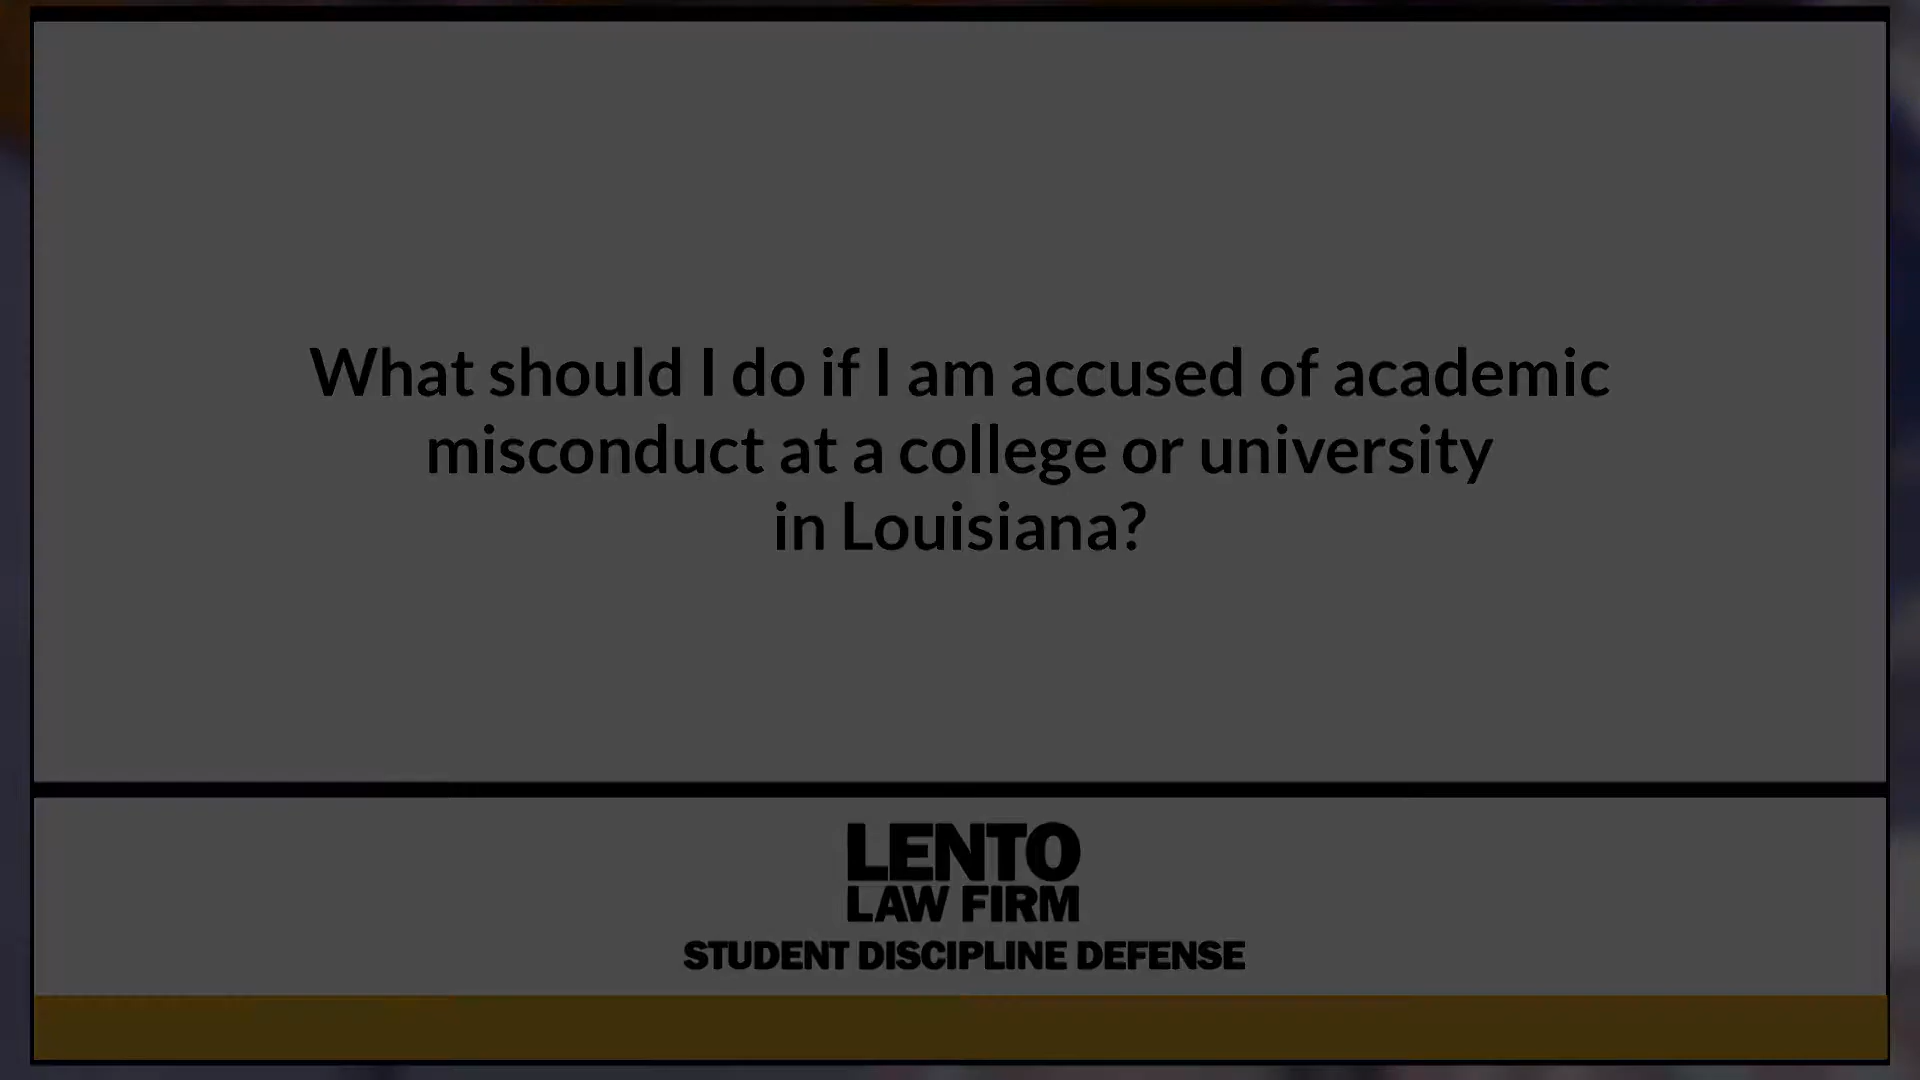 What should I do if I am accused of academic
misconduct at a college or university
in Louisiana?
LENTO
LAW FIRM
STUDENT DISCIPLINE DEFENSE